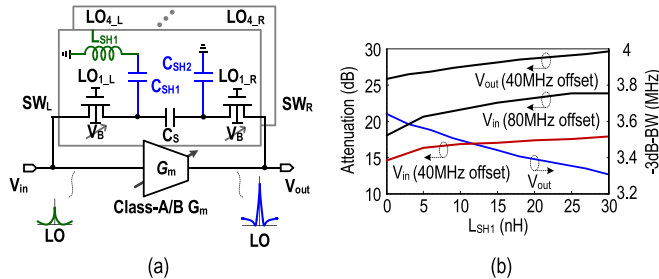 LO4_L
LO4_R
LSH1
LO1_L
CSH1
CSH2
LO1_R
SWL
SWR
VB
CS
VB
Vin
Gm
Vout
Class-A/B Gm
LO
LO
(a)
30
25
20
15
10
4
3.8
3.6
3.4
3.2
Attenuation (dB)
-3dB-BW (MHz)
Vout (40MHz offset)
Vin (80MHz offset)
Vin (40MHz offset)
Vout
0
5
10
15
20
25
30
LSH1 (nH)
(b)